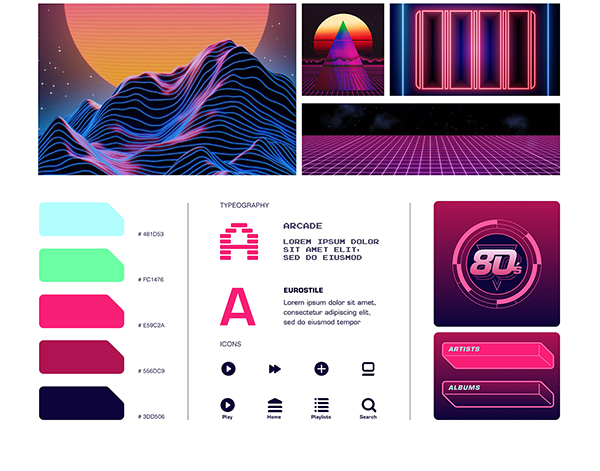 TYPEOGRAPHY
# 481D53
# FC1476
# E59C2A
# 556DC9
# 3DD506
ARCADE
LOREM IPSUM DOLOR
SIT AMET ELIT,
SED DO EIUSMOD
A
EUROSTILE
Lorem ipsum dolor sit amet,
consectetur adipiscing elit,
sed do eiusmod tempor
A
ICONS
Play
Home
Playlists
Search
80's
ARTISTS
ALBUMS